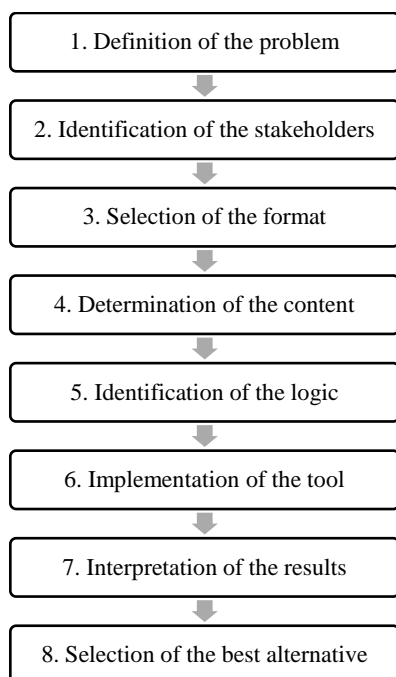 1. Definition of the problem
2. Identification of the stakeholders
3. Selection of the format
4. Determination of the content
5. Identification of the logic
6. Implementation of the tool
7. Interpretation of the results
8. Selection of the best alternative